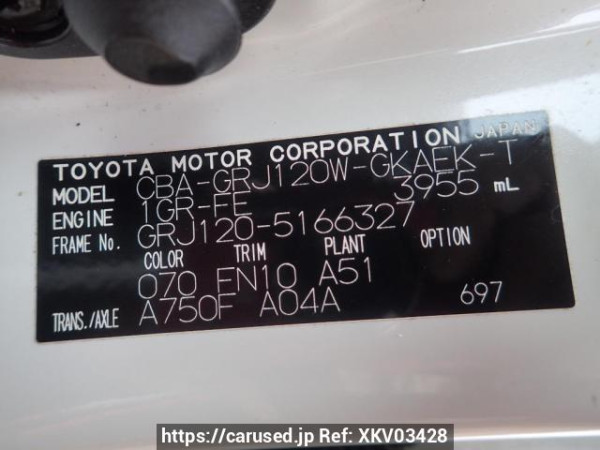 TOYOTA MOTOR CORPORATION JAPAN
MODEL CBA-GRJ120W-GKAEK-T
ENGINE 1GR-FE 3955 mL
FRAME No. GRJ120-5166327
COLOR TRIM PLANT OPTION
070 FN10 A51
TRANS./AXLE A750F A04A 697
https://carused.jp Ref: XKV03428